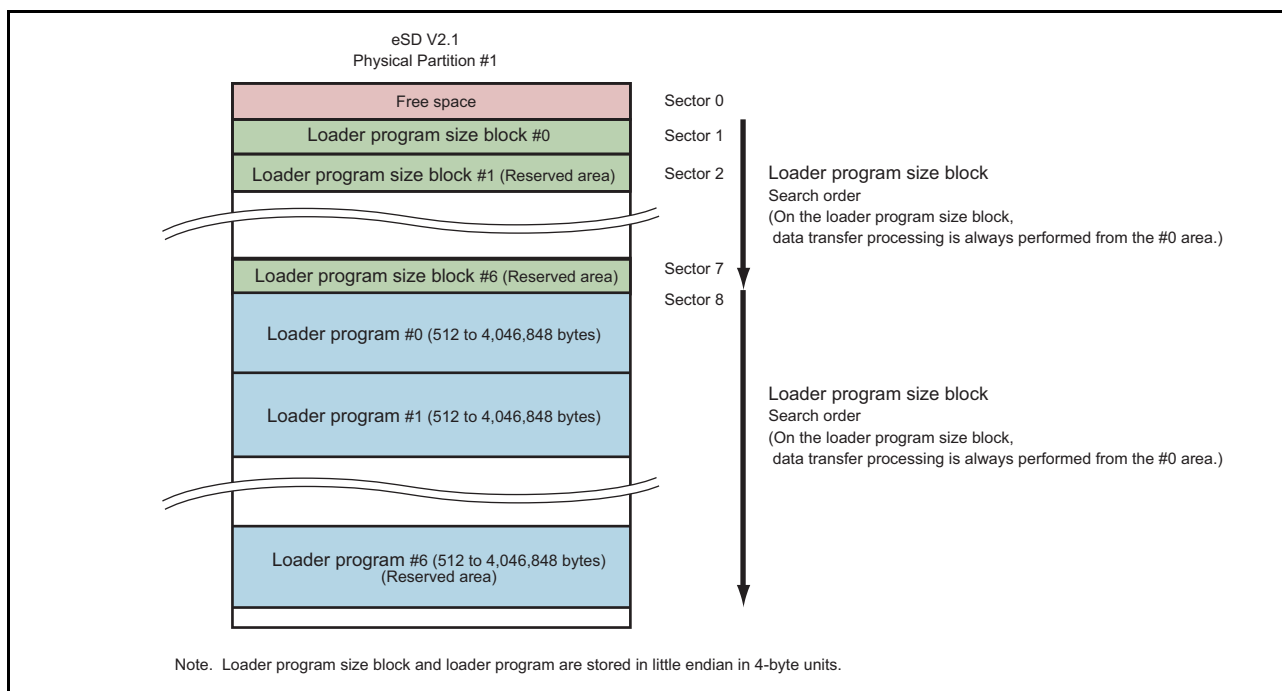 eSD V2.1
Physical Partition #1
Free space
Sector 0
Loader program size block #0
Sector 1
Loader program size block #1 (Reserved area)
Sector 2
Loader program size block
Search order
(On the loader program size block,
data transfer processing is always performed from the #0 area.)
Loader program size block #6 (Reserved area)
Sector 7
Sector 8
Loader program #0 (512 to 4,046,848 bytes)
Loader program #1 (512 to 4,046,848 bytes)
Loader program size block
Search order
(On the loader program size block,
data transfer processing is always performed from the #0 area.)
Loader program #6 (512 to 4,046,848 bytes)
(Reserved area)
Note. Loader program size block and loader program are stored in little endian in 4-byte units.